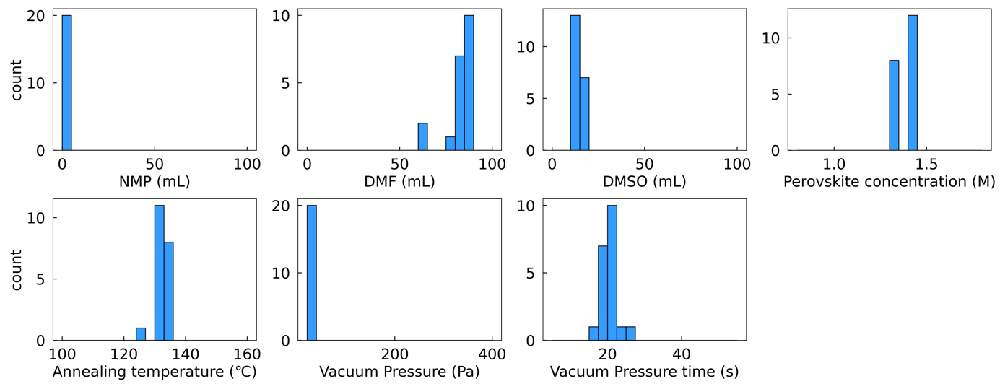 20
10
0
count
0 50 100
NMP (mL)
10
5
0
0 50 100
DMF (mL)
10
5
0
0 50 100
DMSO (mL)
10
5
0
1.0 1.5
Perovskite concentration (M)
10
5
0
count
100 120 140 160
Annealing temperature (℃)
20
10
0
200 400
Vacuum Pressure (Pa)
10
5
0
20 40
Vacuum Pressure time (s)